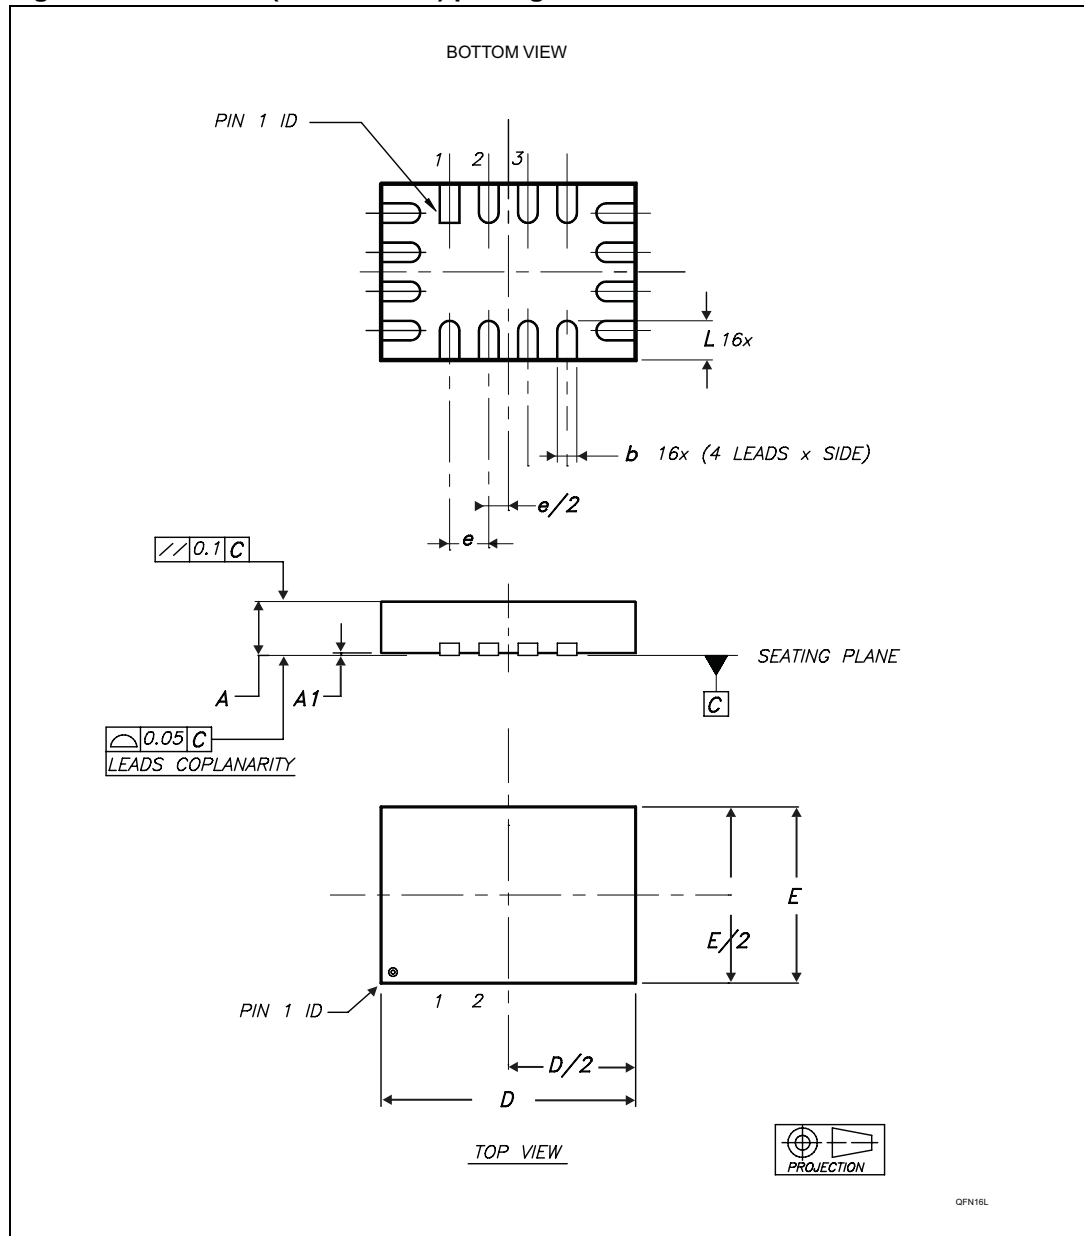 BOTTOM VIEW
PIN 1 ID
1 2 3
L 16x
b 16x (4 LEADS x SIDE)
e/2
e
// 0.1 C
SEATING PLANE
A A1
C
0.05 C
LEADS COPLANARITY
E
E/2
PIN 1 ID
1 2
D/2
D
TOP VIEW
PROJECTION
QFN16L